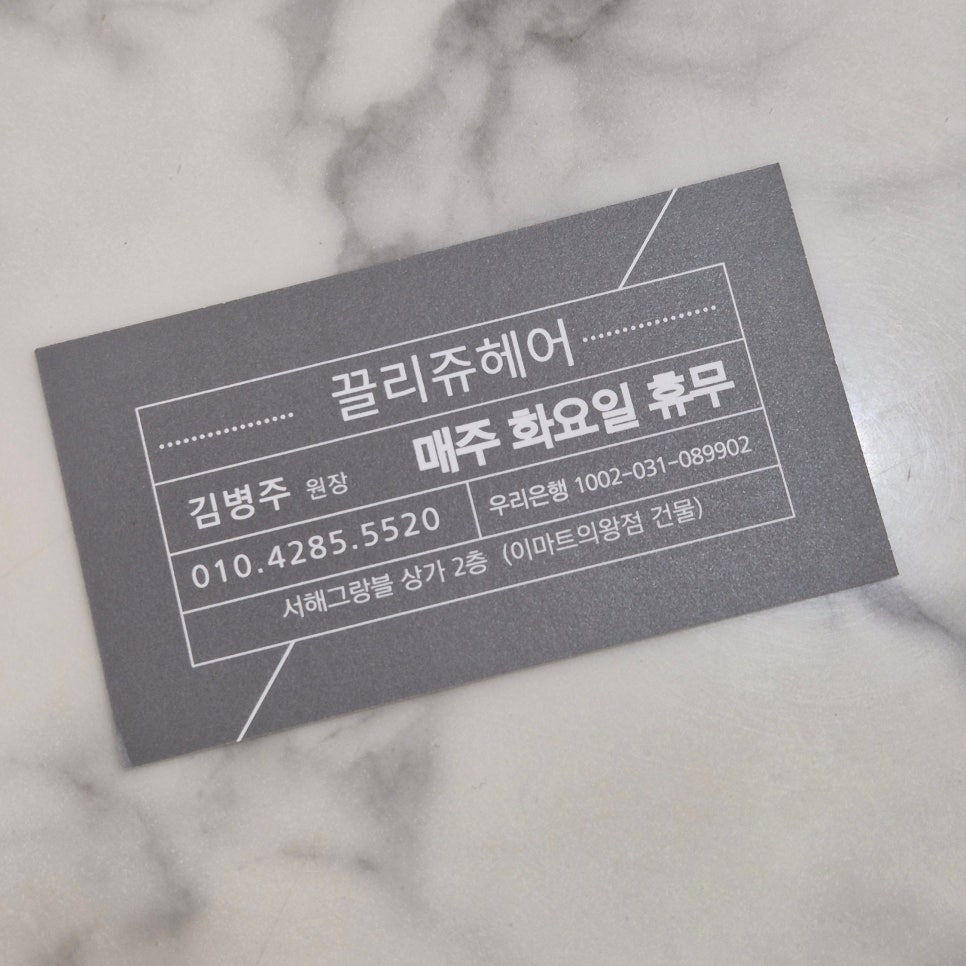 끌리쥬헤어
매주 화요일 휴무
김병주 원장
010.4285.5520
우리은행 1002-031-089902
서해그랑블 상가 2층 (이마트의왕점 건물)